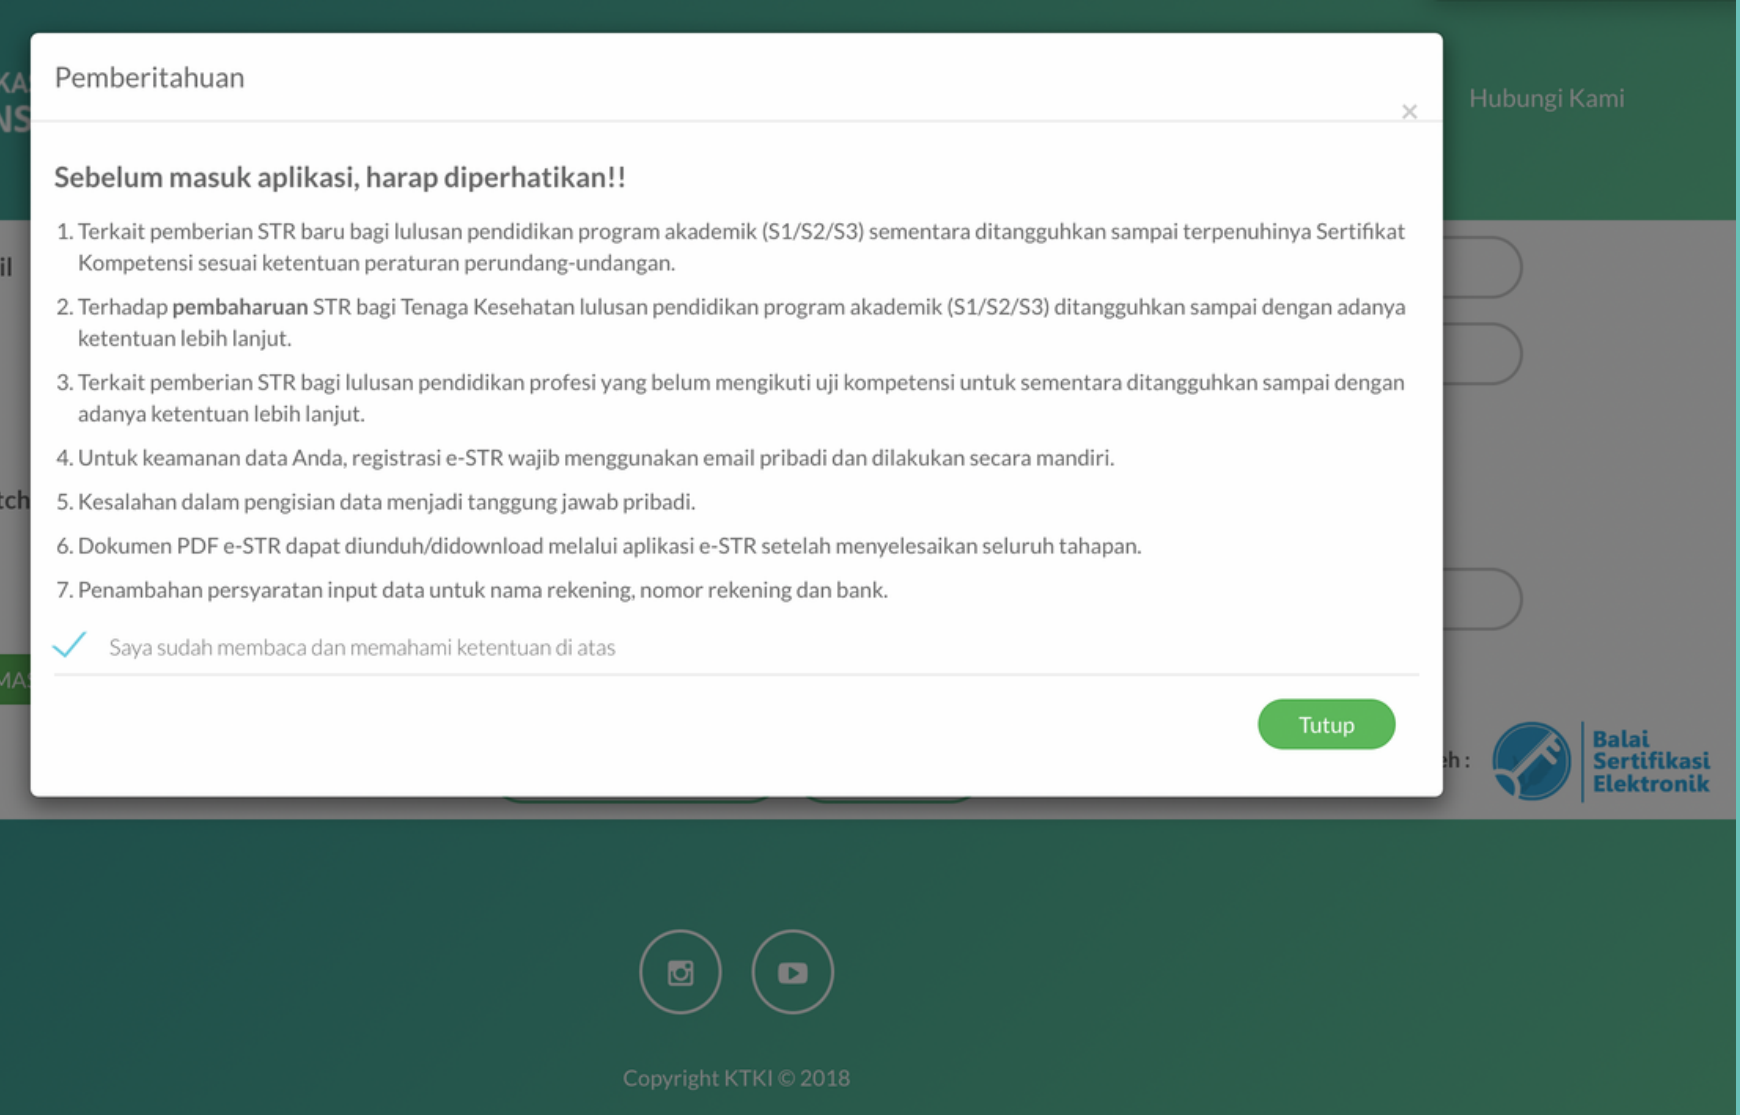 Pemberitahuan
×
Hubungi Kami
Sebelum masuk aplikasi, harap diperhatikan!!
1. Terkait pemberian STR baru bagi lulusan pendidikan program akademik (S1/S2/S3) sementara ditangguhkan sampai terpenuhinya Sertifikat
Kompetensi sesuai ketentuan peraturan perundang-undangan.
2. Terhadap pembaharuan STR bagi Tenaga Kesehatan lulusan pendidikan program akademik (S1/S2/S3) ditangguhkan sampai dengan adanya
ketentuan lebih lanjut.
3. Terkait pemberian STR bagi lulusan pendidikan profesi yang belum mengikuti uji kompetensi untuk sementara ditangguhkan sampai dengan
adanya ketentuan lebih lanjut.
4. Untuk keamanan data Anda, registrasi e-STR wajib menggunakan email pribadi dan dilakukan secara mandiri.
5. Kesalahan dalam pengisian data menjadi tanggung jawab pribadi.
6. Dokumen PDF e-STR dapat diunduh/didownload melalui aplikasi e-STR setelah menyelesaikan seluruh tahapan.
7. Penambahan persyaratan input data untuk nama rekening, nomor rekening dan bank.
Saya sudah membaca dan memahami ketentuan di atas
Tutup
eh :
Balai
Sertifikasi
Elektronik
Copyright KTKI © 2018